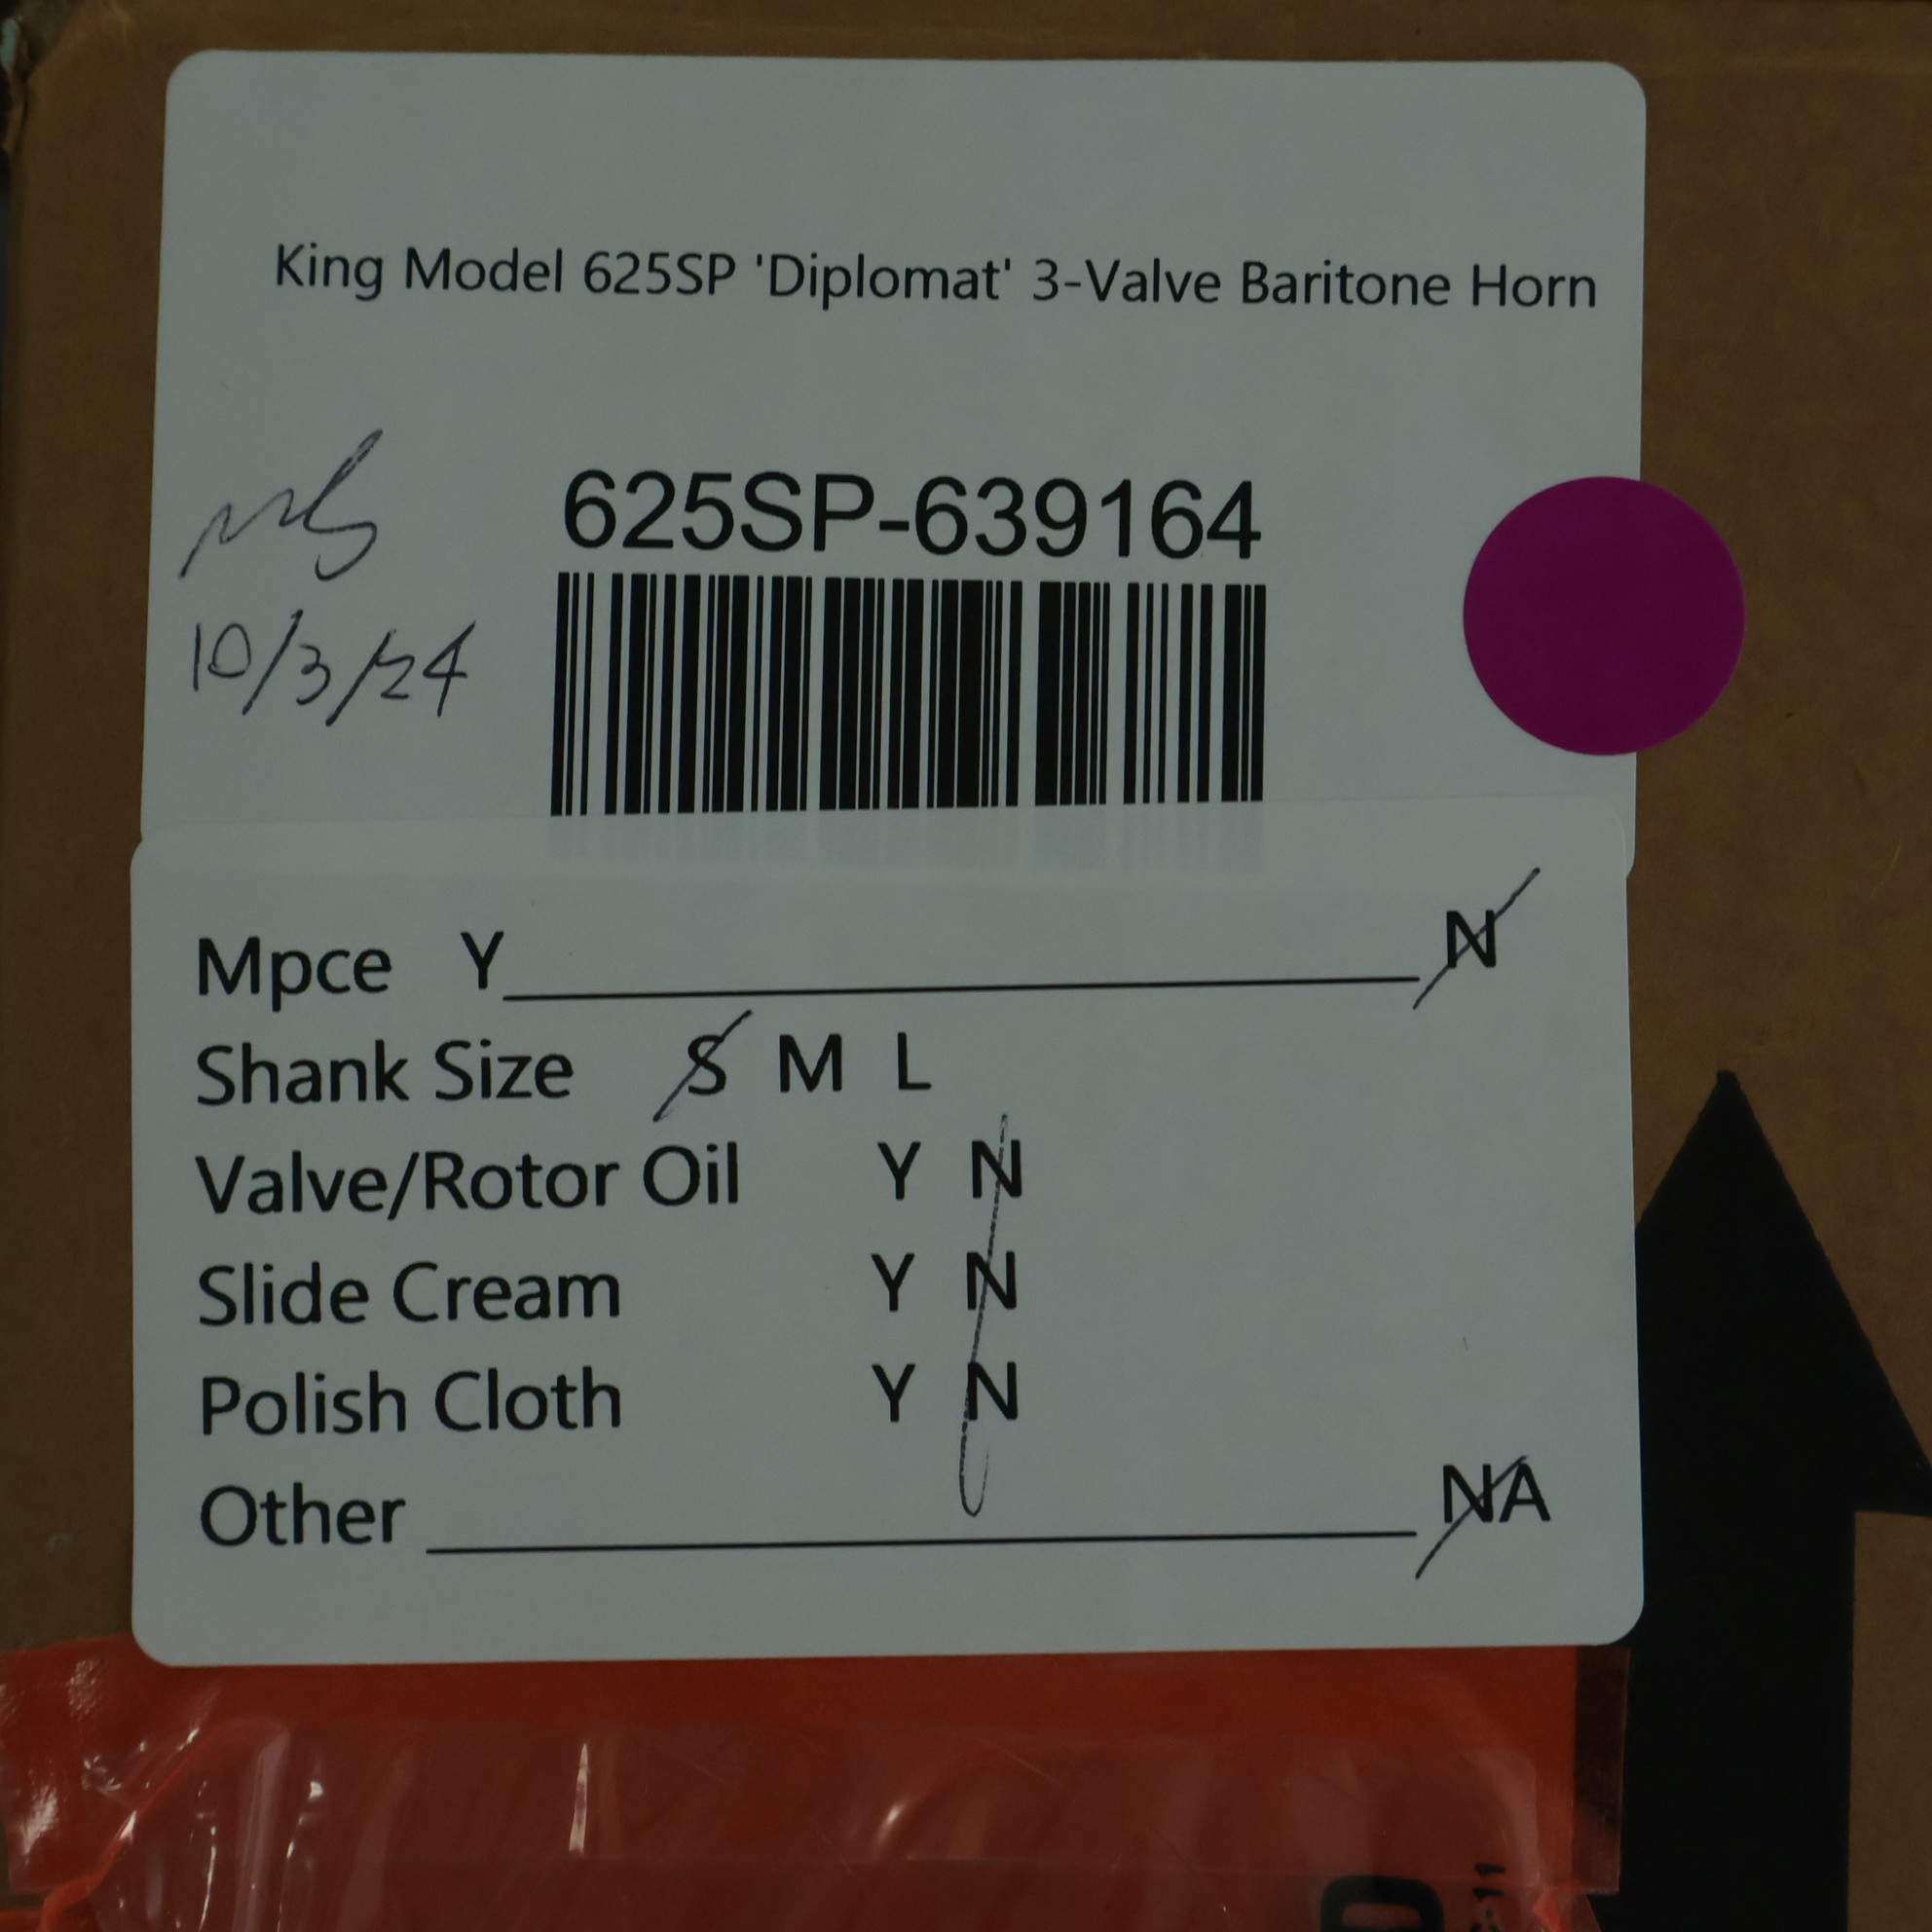 King Model 625SP 'Diplomat' 3-Valve Baritone Horn
625SP-639164
10/3/24
Mpce Y N
Shank Size S M L
Valve/Rotor Oil Y N
Slide Cream Y N
Polish Cloth Y N
Other NA